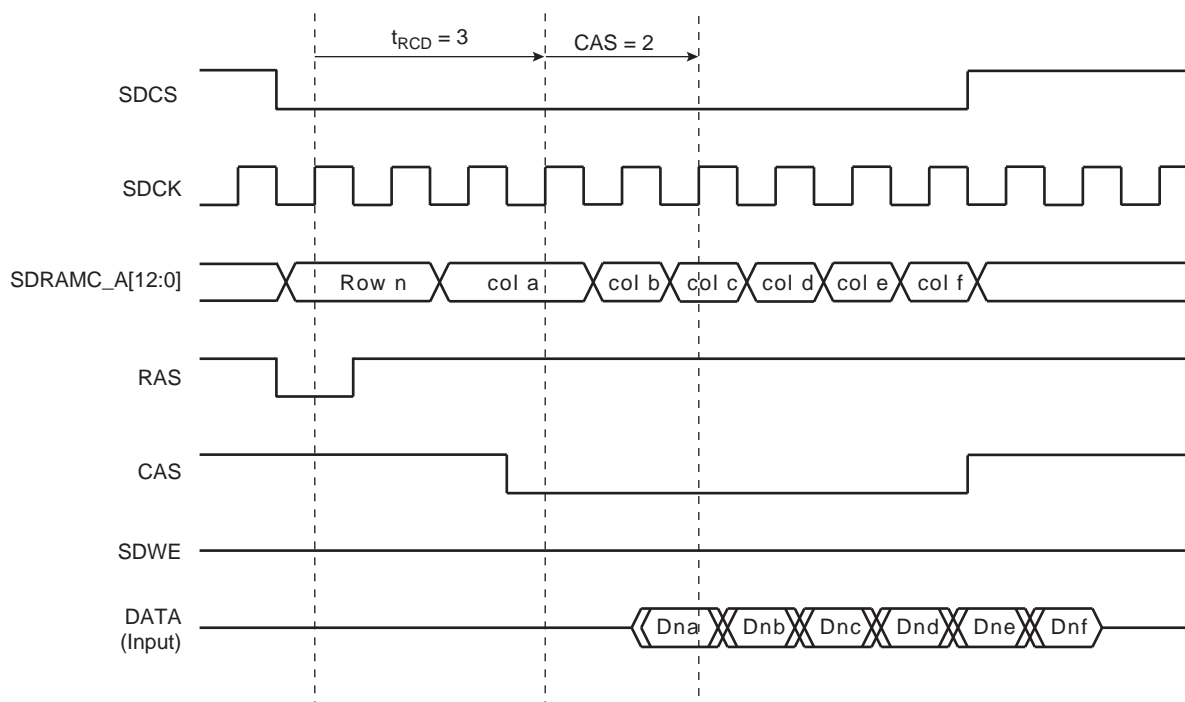 tRCD = 3
CAS = 2
SDCS
SDCK
SDRAMC_A[12:0]
Row n
col a
col b
col c
col d
col e
col f
RAS
CAS
SDWE
DATA
(Input)
Dna
Dnb
Dnc
Dnd
Dne
Dnf